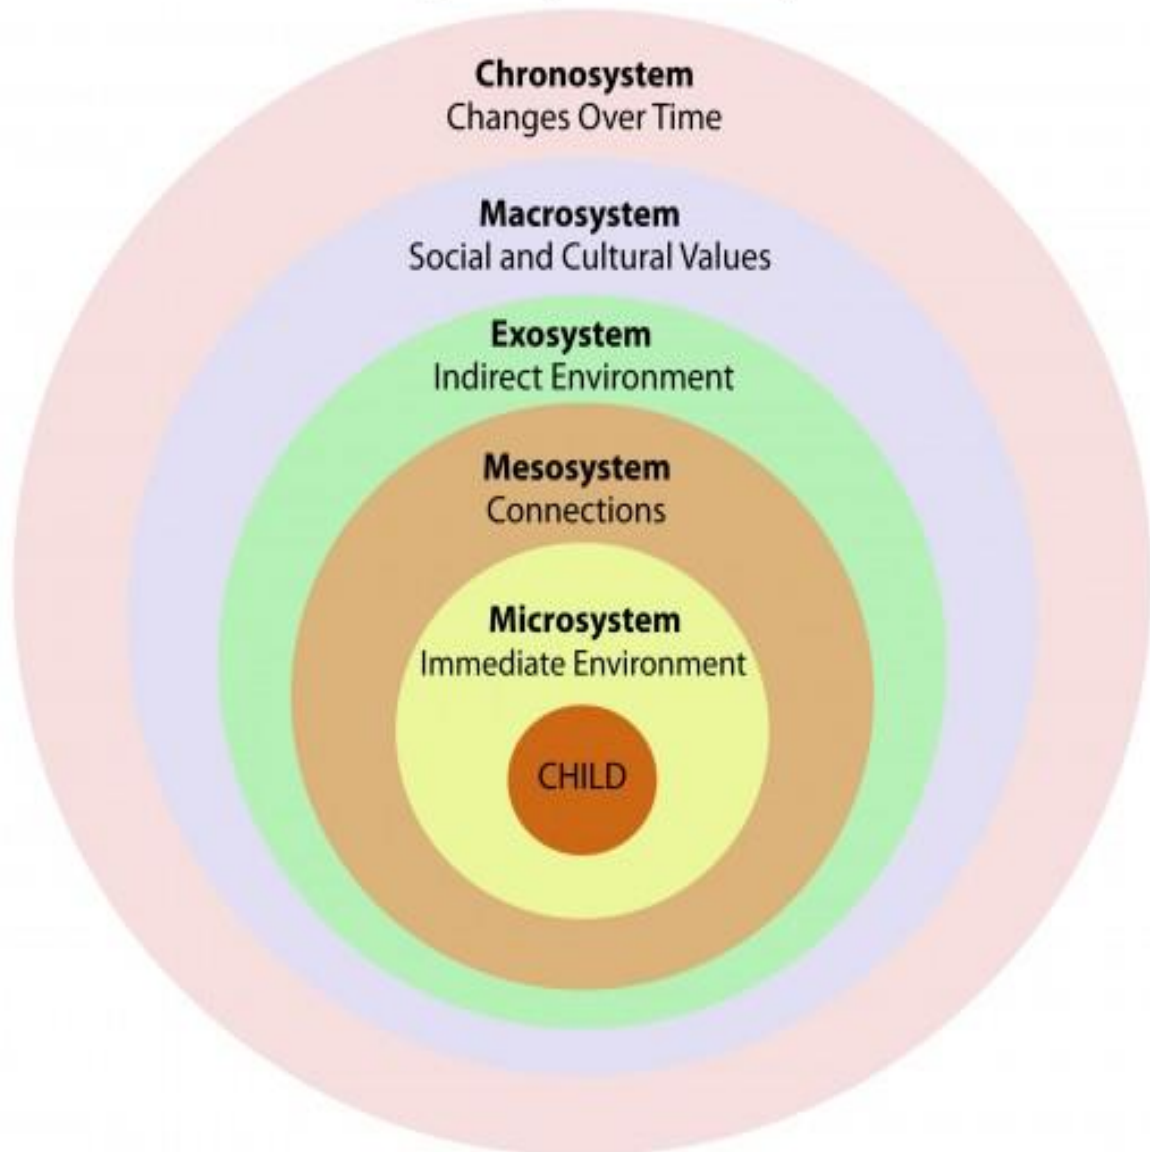 Chronosystem
Changes Over Time
Macrosystem
Social and Cultural Values
Exosystem
Indirect Environment
Mesosystem
Connections
Microsystem
Immediate Environment
CHILD